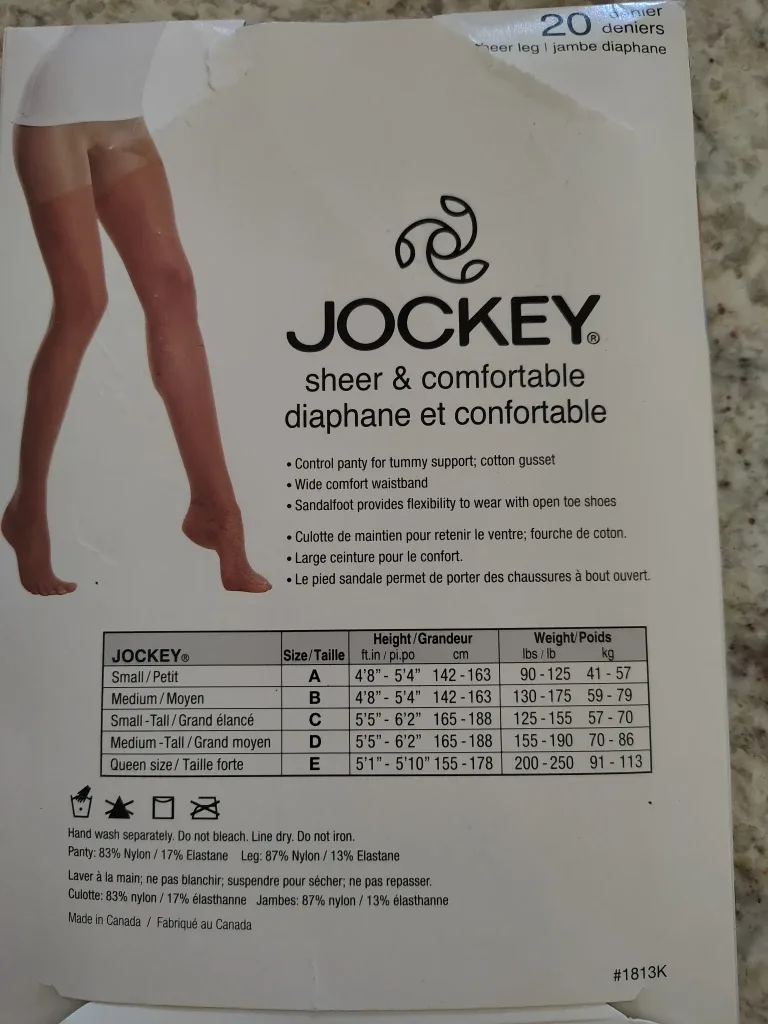 20 denier
deniers
sheer leg | jambe diaphane
JOCKEY®
sheer & comfortable
diaphane et confortable
• Control panty for tummy support; cotton gusset
• Wide comfort waistband
• Sandalfoot provides flexibility to wear with open toe shoes
• Culotte de maintien pour retenir le ventre; fourche de coton.
• Large ceinture pour le confort.
• Le pied sandale permet de porter des chaussures à bout ouvert.
JOCKEY® Size/Taille Height/Grandeur Weight/Poids
ft.in / pi.po cm lbs / lb kg
Small/Petit A 4'8" - 5'4" 142 - 163 90 - 125 41 - 57
Medium/Moyen B 4'8" - 5'4" 142 - 163 130 - 175 59 - 79
Small-Tall/Grand élancé C 5'5" - 6'2" 165 - 188 125 - 155 57 - 70
Medium-Tall/Grand moyen D 5'5" - 6'2" 165 - 188 155 - 190 70 - 86
Queen size/Taille forte E 5'1" - 5'10" 155 - 178 200 - 250 91 - 113
Hand wash separately. Do not bleach. Line dry. Do not iron.
Panty: 83% Nylon / 17% Elastane Leg: 87% Nylon / 13% Elastane
Laver à la main; ne pas blanchir; suspendre pour sécher; ne pas repasser.
Culotte: 83% nylon / 17% élasthanne Jambes: 87% nylon / 13% élasthanne
Made in Canada / Fabriqué au Canada
#1813K